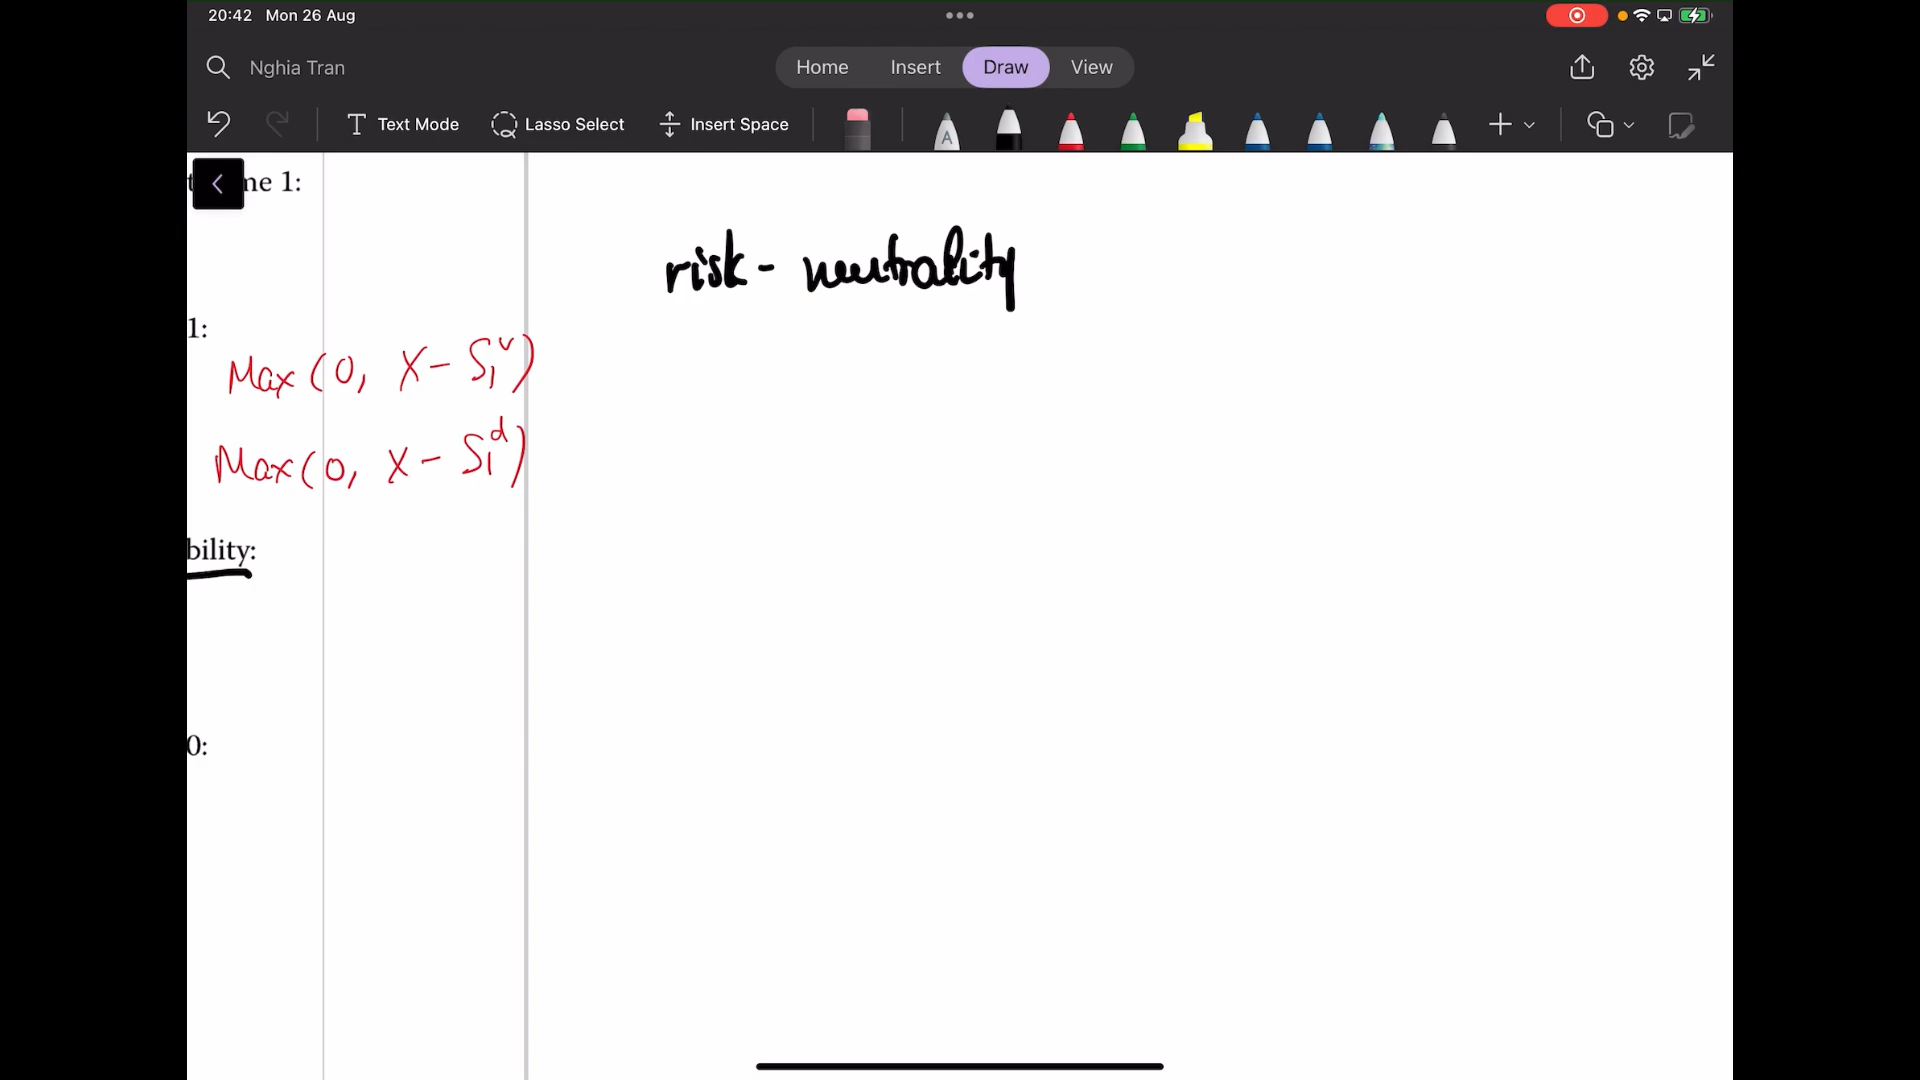 20:42 Mon 26 Aug
Nghia Tran
Home Insert Draw View
Text Mode Lasso Select Insert Space
A
me 1:
risk - neutrality
1:
Max (0, X - S₁ᵘ)
Max (0, X - S₁ᵈ)
bility:
0: